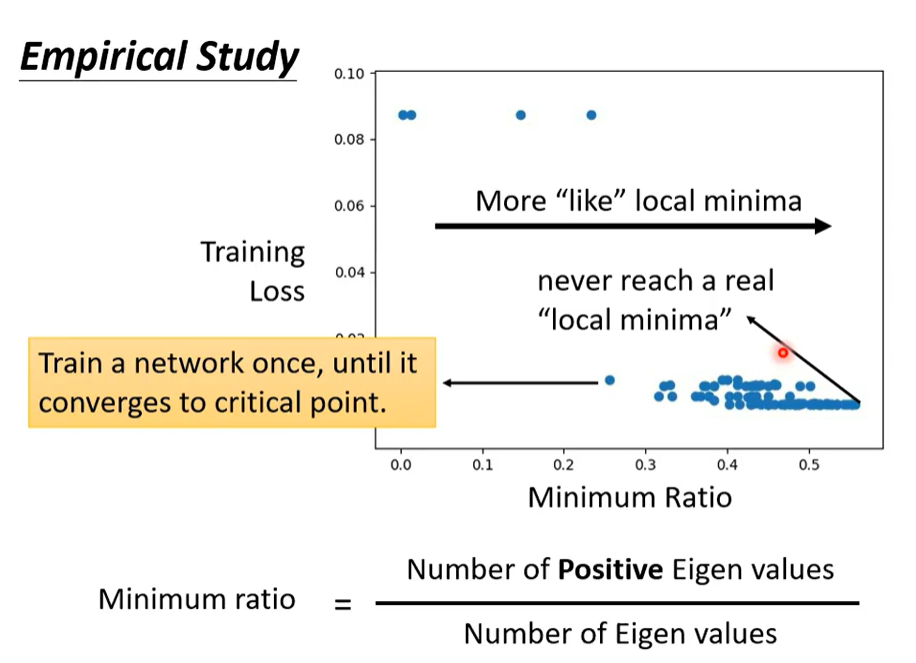 Empirical Study
0.10
0.08
0.06
0.04
Training
Loss
More “like” local minima
never reach a real
“local minima”
Train a network once, until it
converges to critical point.
0.0 0.1 0.2 0.3 0.4 0.5
Minimum Ratio
Minimum ratio = Number of Positive Eigen values
Number of Eigen values